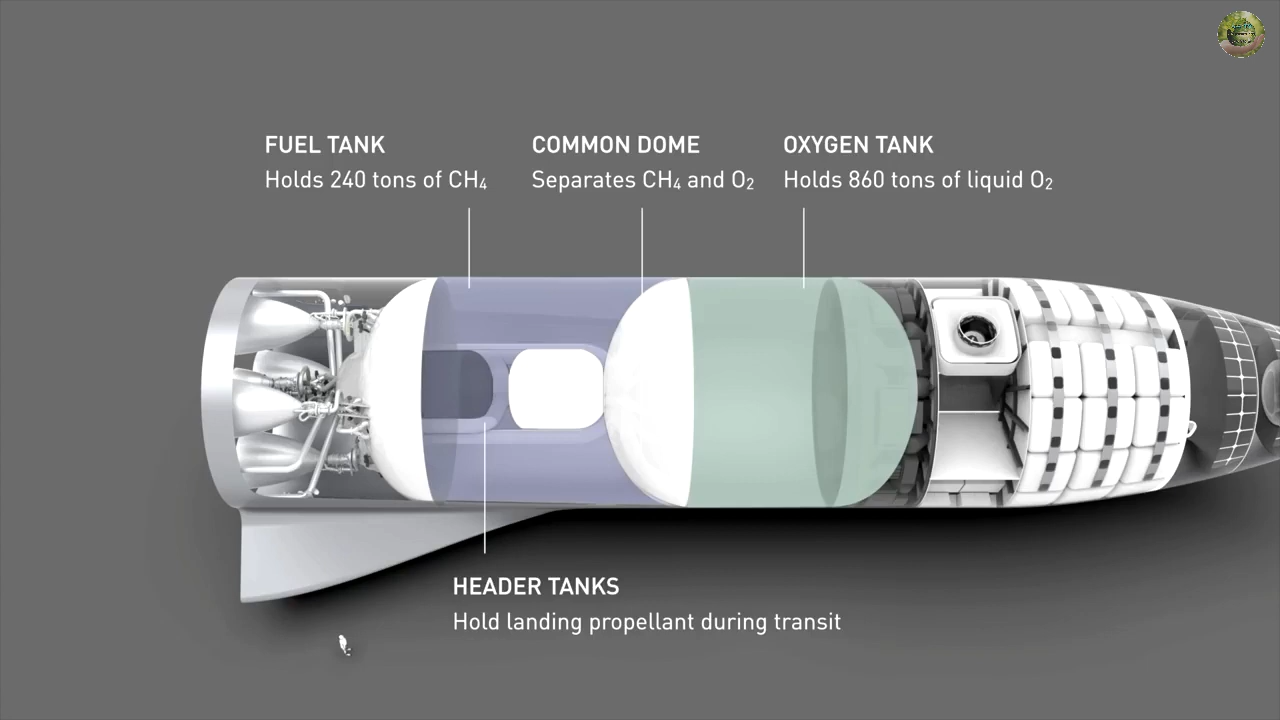 FUEL TANK
Holds 240 tons of CH₄
COMMON DOME
Separates CH₄ and O₂
OXYGEN TANK
Holds 860 tons of liquid O₂
HEADER TANKS
Hold landing propellant during transit